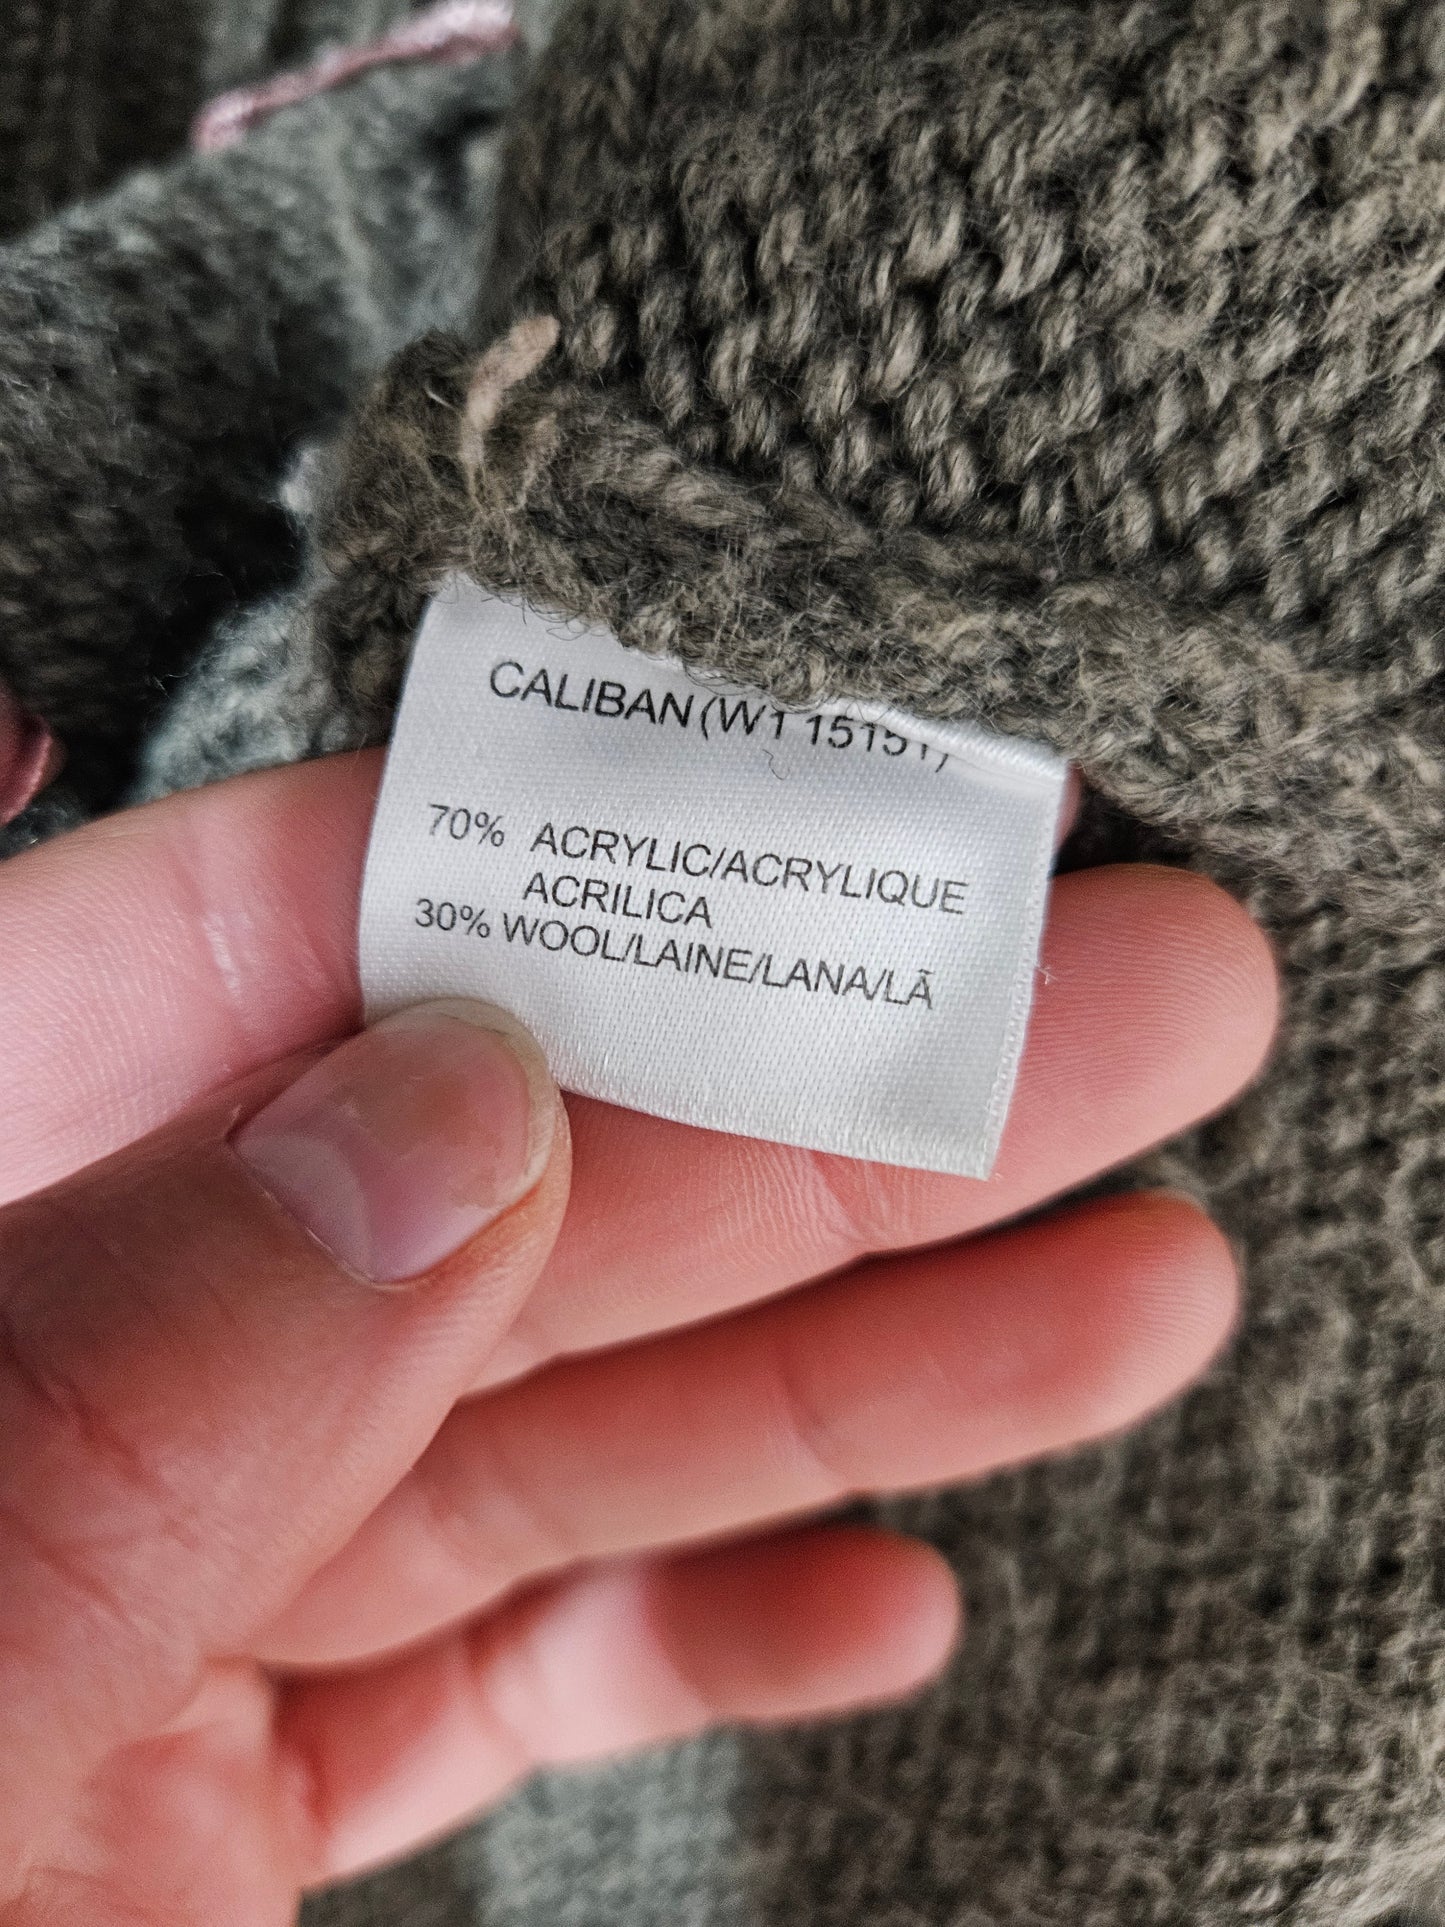 CALIBAN (W1 15151)
70% ACRYLIC/ACRYLIQUE
ACRILICA
30% WOOL/LAINE/LANA/LÃ